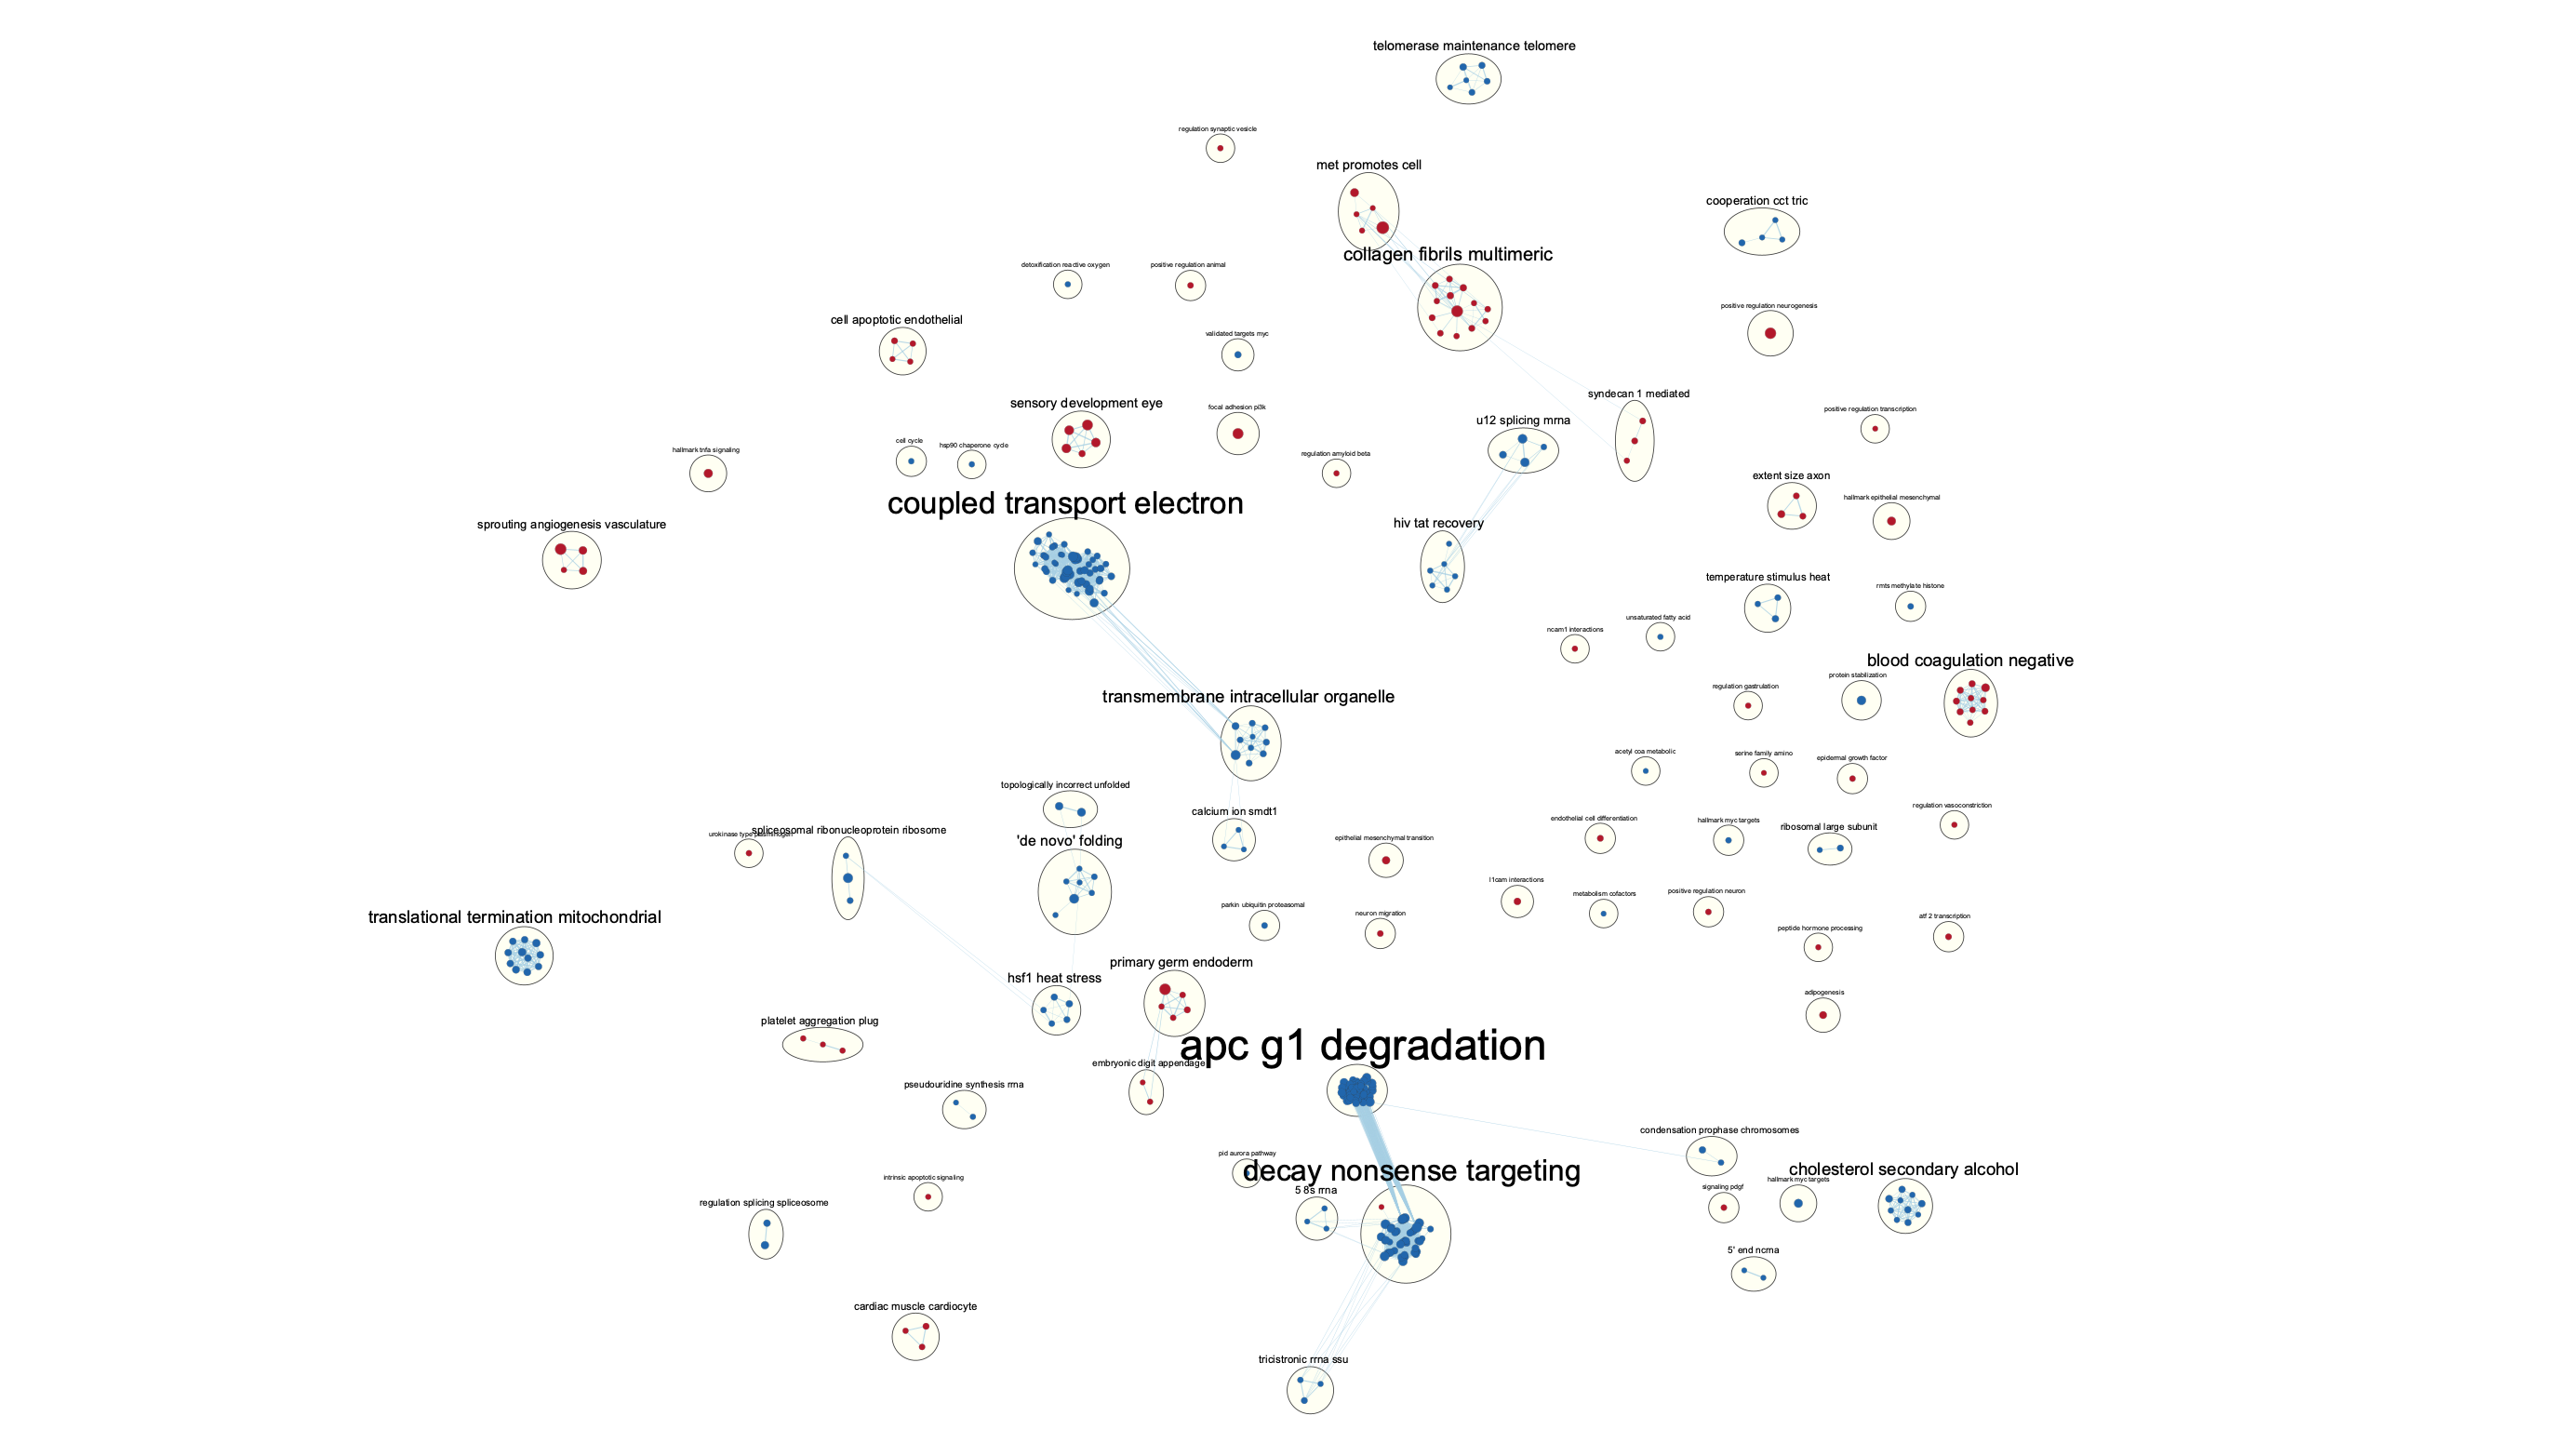 telomerase maintenance telomere
regulation synaptic vesicle
met promotes cell
cooperation cct tric
collagen fibrils multimeric
detoxification reactive oxygen
positive regulation animal
positive regulation neurogenesis
cell apoptotic endothelial
validated targets myc
syndecan 1 mediated
sensory development eye
focal adhesion pi3k
positive regulation transcription
u12 splicing mrna
cell cycle
hsp90 chaperone cycle
hallmark tnfa signaling
regulation amyloid beta
extent size axon
hallmark epithelial mesenchymal
coupled transport electron
sprouting angiogenesis vasculature
hiv tat recovery
temperature stimulus heat
rmts methylate histone
unsaturated fatty acid
ncam1 interactions
blood coagulation negative
protein stabilization
regulation gastrulation
transmembrane intracellular organelle
acetyl coa metabolic
serine family amino
epidermal growth factor
topologically incorrect unfolded
regulation vasoconstriction
calcium ion smdt1
endothelial cell differentiation
hallmark myc targets
ribosomal large subunit
urokinase type plasminogen
spliceosomal ribonucleoprotein ribosome
'de novo' folding
epithelial mesenchymal transition
l1cam interactions
metabolism cofactors
positive regulation neuron
parkin ubiquitin proteasomal
neuron migration
translational termination mitochondrial
atf 2 transcription
peptide hormone processing
primary germ endoderm
hsf1 heat stress
adipogenesis
platelet aggregation plug
apc g1 degradation
embryonic digit appendage
pseudouridine synthesis rrna
condensation prophase chromosomes
pid aurora pathway
decay nonsense targeting
cholesterol secondary alcohol
intrinsic apoptotic signaling
hallmark myc targets
signaling pdgf
5 8s rrna
regulation splicing spliceosome
5' end ncrna
cardiac muscle cardiocyte
tricistronic rrna ssu